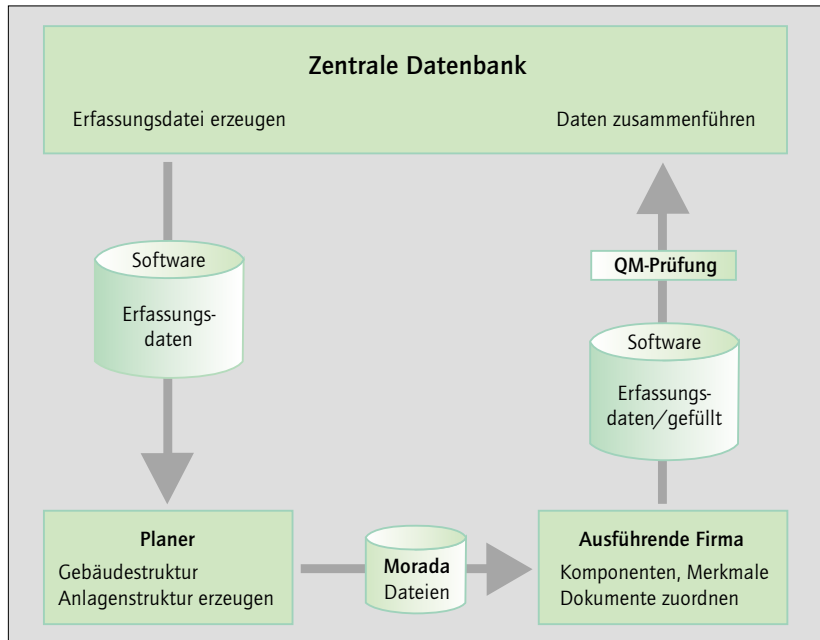 Zentrale Datenbank
Erfassungsdatei erzeugen
Daten zusammenführen
Software
Erfassungs-
daten
QM-Prüfung
Software
Erfassungs-
daten/gefüllt
Planer
Gebäudestruktur
Anlagenstruktur erzeugen
Morada
Dateien
Ausführende Firma
Komponenten, Merkmale
Dokumente zuordnen